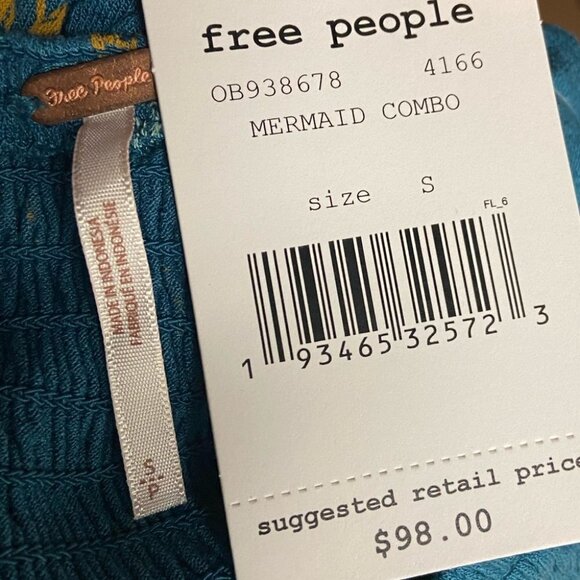 Free People
MADE IN INDONESIA
FABRIQUÉ EN INDONÉSIE
S
P
free people
OB938678 4166
MERMAID COMBO
size S
FL_6
1 93465 32572 3
suggested retail price
$98.00